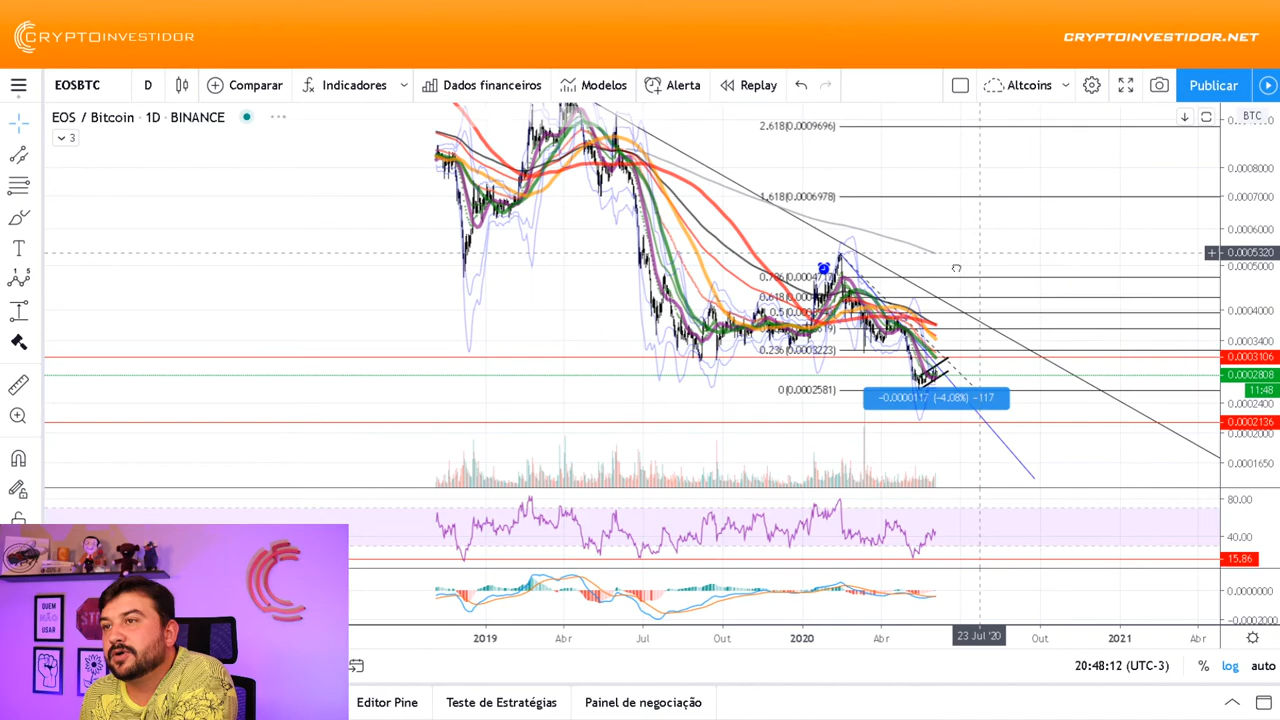 CRYPTOINVESTIDOR
CRYPTOINVESTIDOR.NET
EOSBTC
D
Comparar
Indicadores
Dados financeiros
Modelos
Alerta
Replay
Altcoins
Publicar
EOS / Bitcoin · 1D · BINANCE
3
BTC
2.618(0.0009696)
0.0008000
1.618(0.0006978)
0.0007000
0.0006000
0.0005320
0.0005000
0.786(0.0004717)
0.0004000
0.0003400
0.236(0.0003223)
0.0003106
0.0002808
11:48
0(0.0002581)
-0.0000117 (-4.08%) -117
0.0002400
0.0002136
0.0002000
0.0001650
80.00
40.00
15.86
0.0000000
-0.0002000
2019
Abr
Jul
Out
2020
Abr
23 Jul '20
Out
2021
Abr
20:48:12 (UTC-3)
%
log
auto
QUEM
NÃO
USAR
Editor Pine
Teste de Estratégias
Painel de negociação